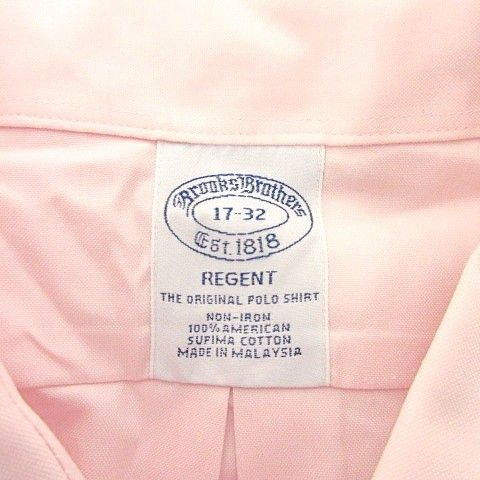 Brooks Brothers
17-32
Est. 1818
REGENT
THE ORIGINAL POLO SHIRT
NON-IRON
100% AMERICAN
SUPIMA COTTON
MADE IN MALAYSIA